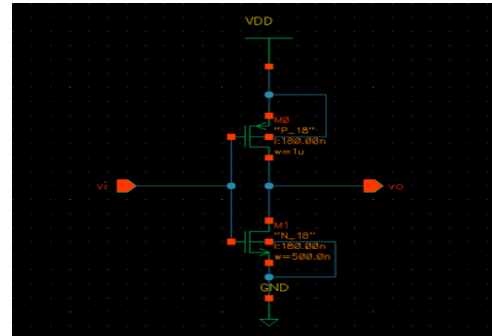 VDD
M0
"P_18"
l:180.00n
w=1u
vi
vo
M1
"N_18"
l:180.00n
w=500.0n
GND